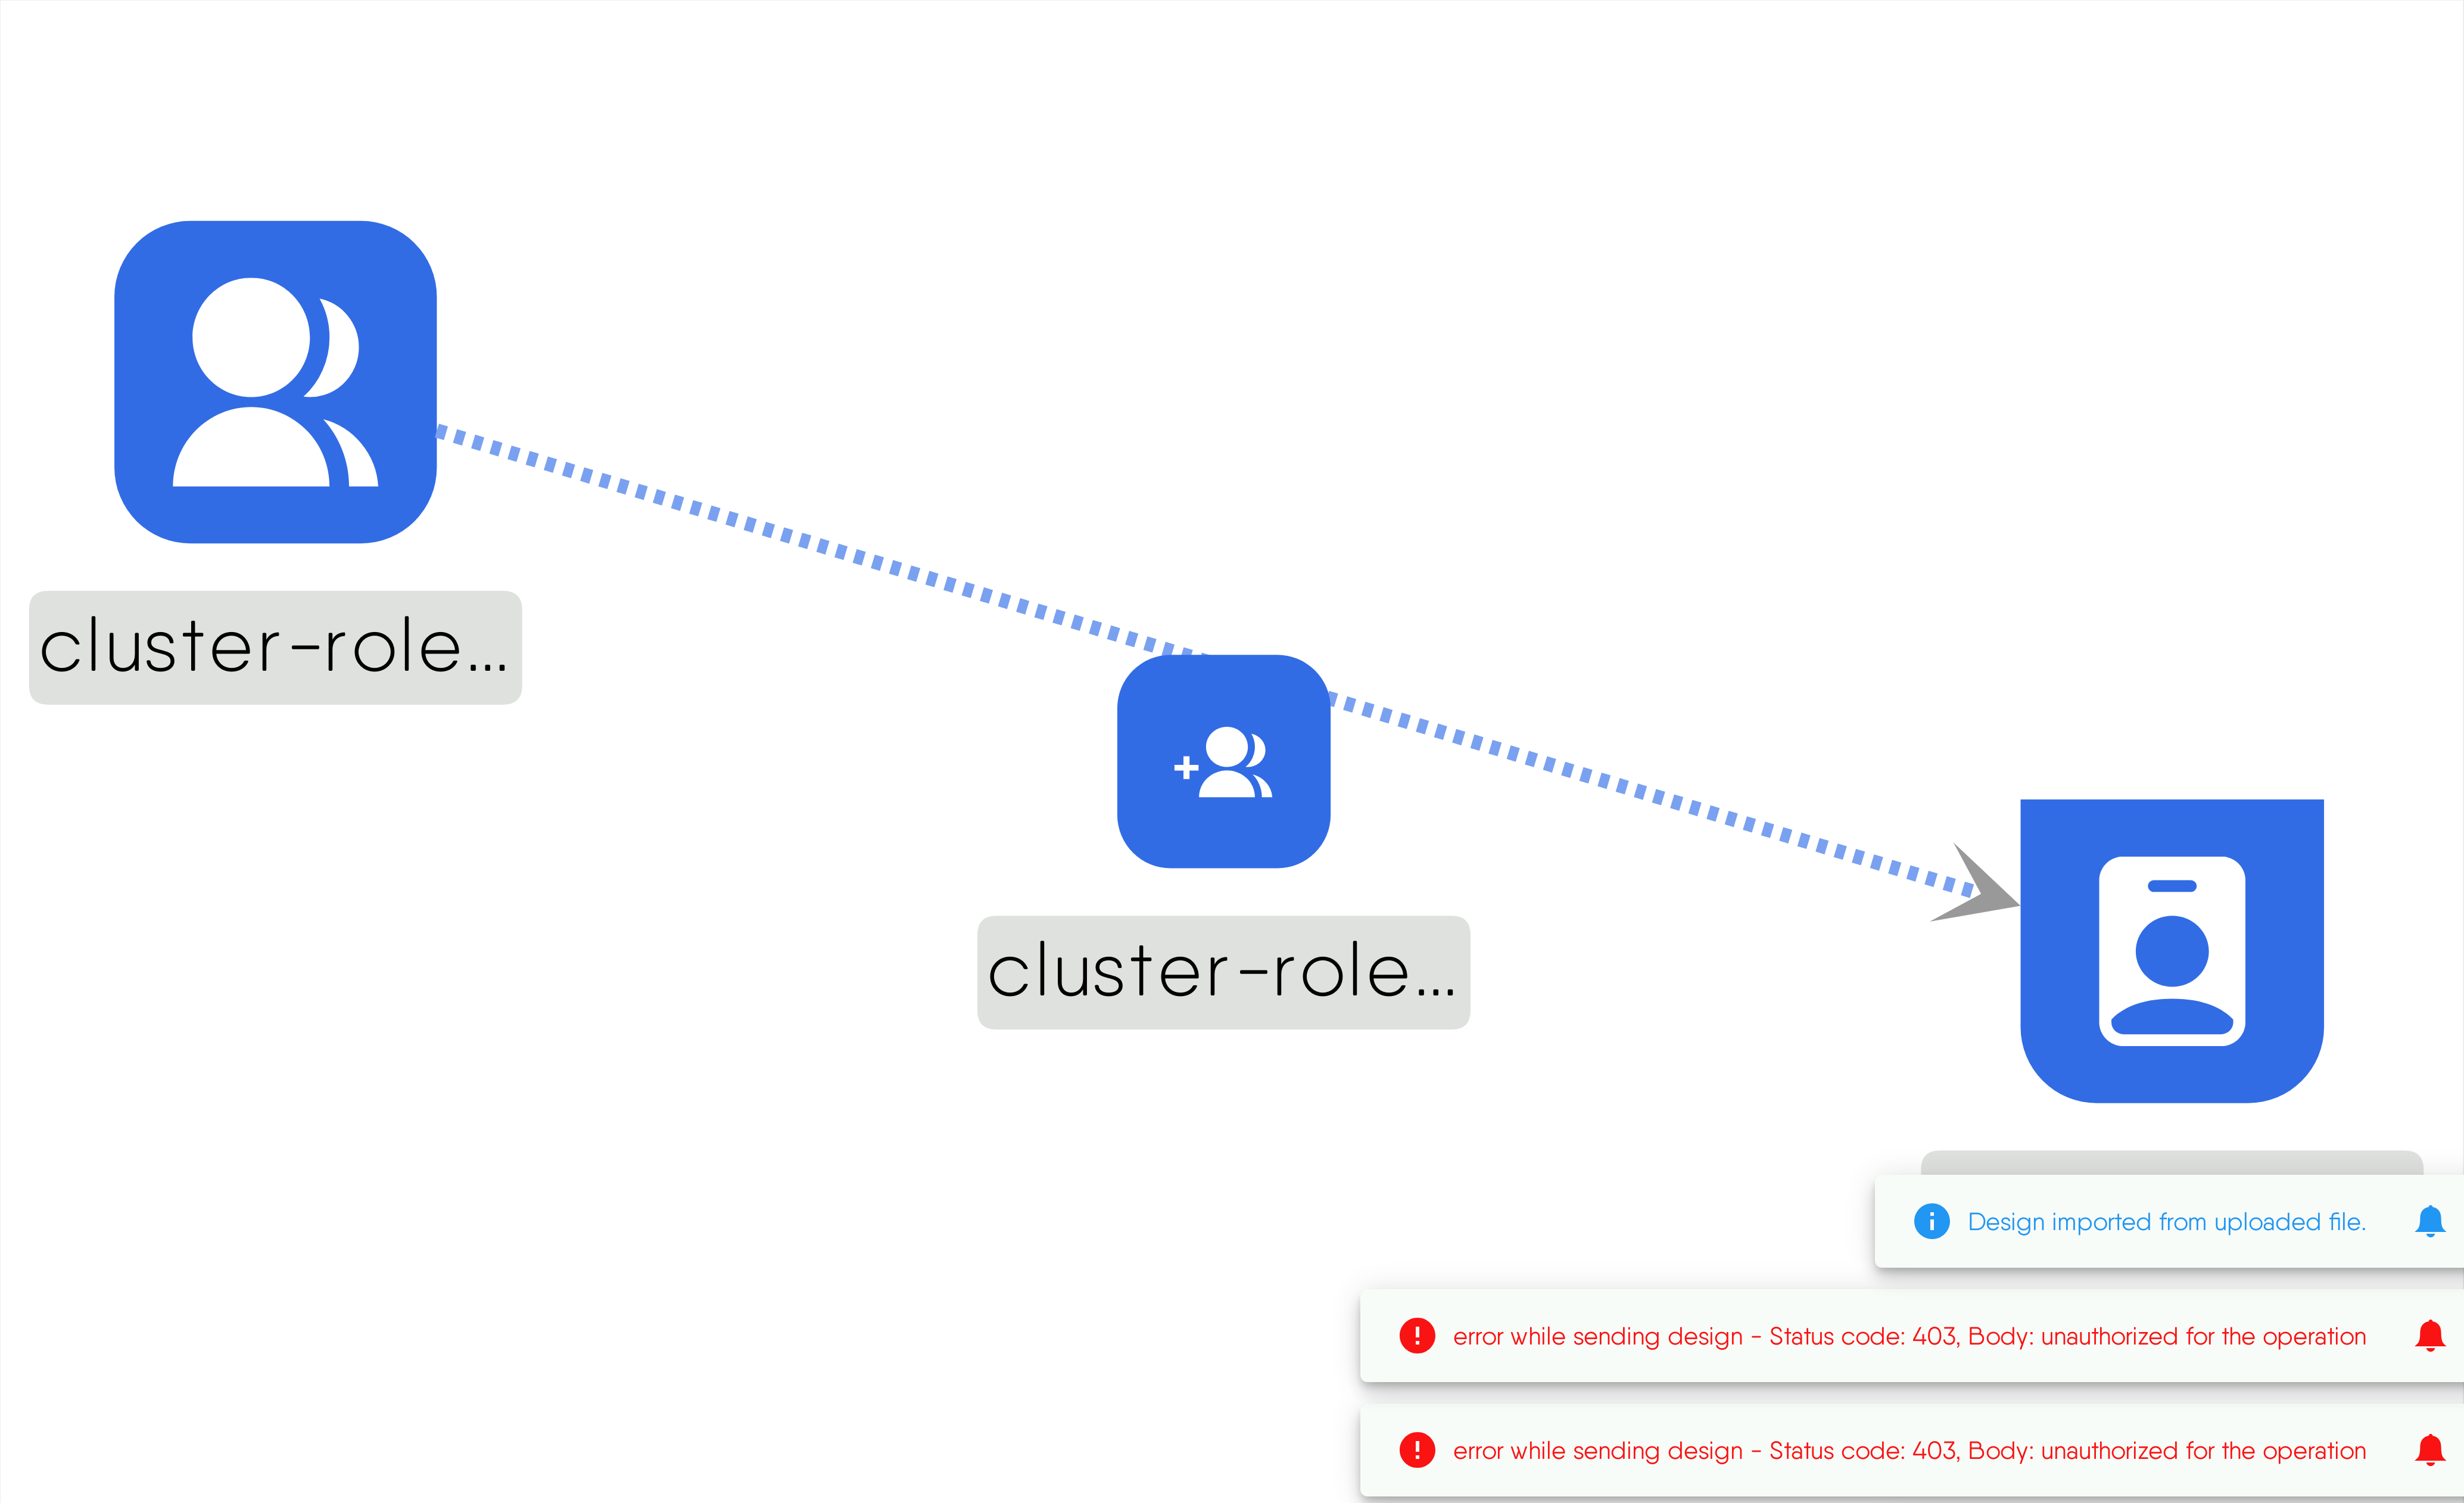 cluster-role...
cluster-role...
Design imported from uploaded file.
error while sending design - Status code: 403, Body: unauthorized for the operation
error while sending design - Status code: 403, Body: unauthorized for the operation